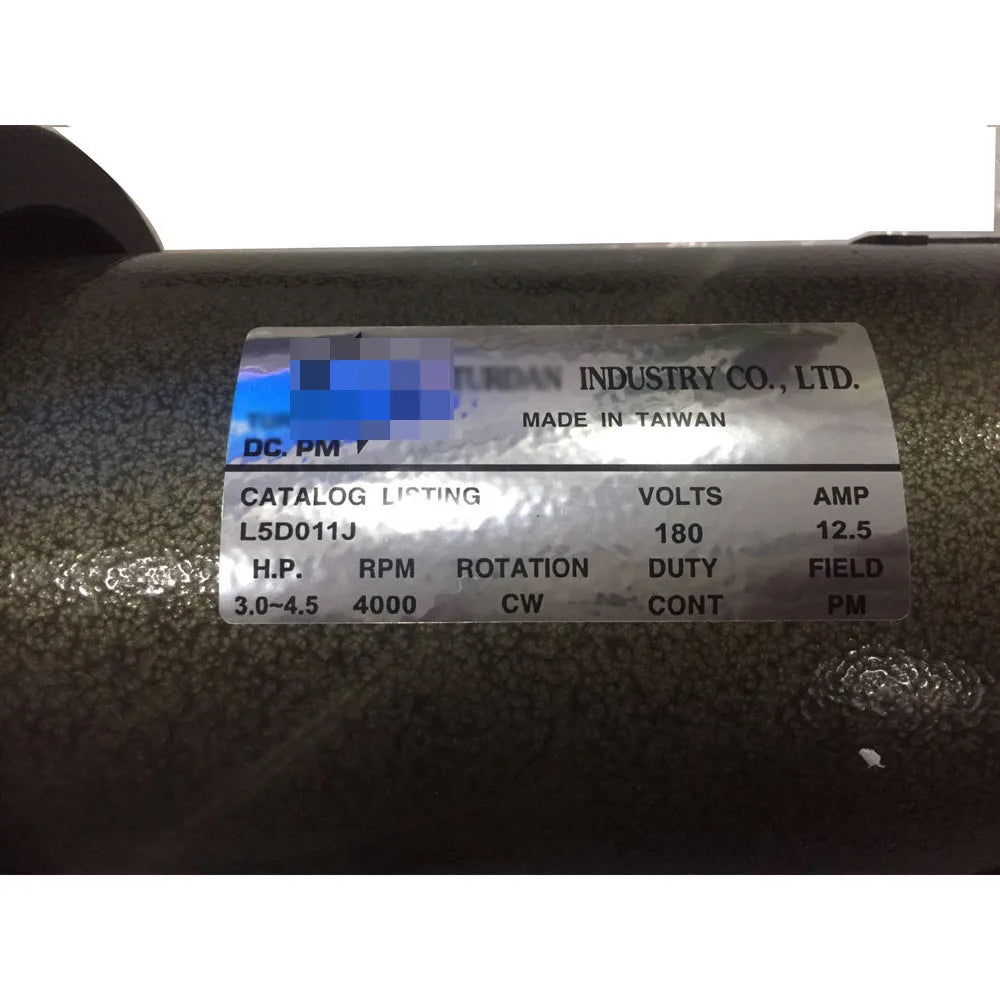 TURDAN INDUSTRY CO., LTD.
MADE IN TAIWAN
DC. PM
CATALOG LISTING VOLTS AMP
L5D011J 180 12.5
H.P. RPM ROTATION DUTY FIELD
3.0~4.5 4000 CW CONT PM